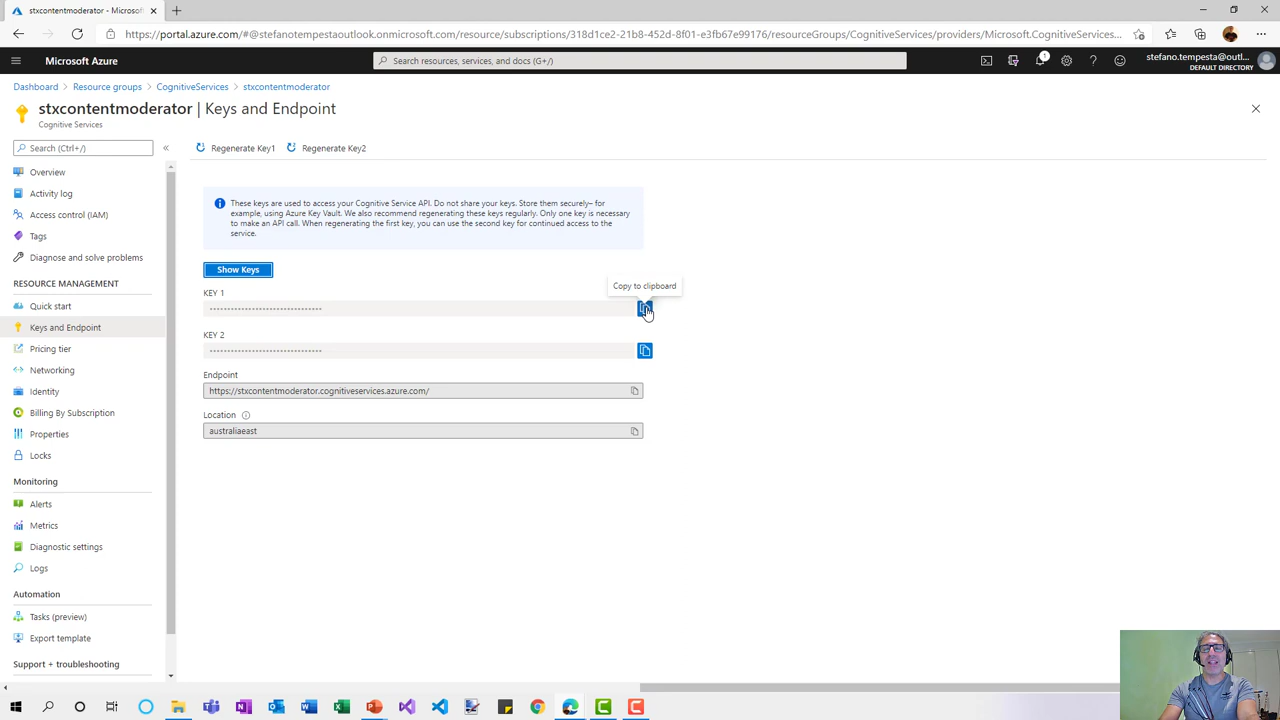 stxcontentmoderator - Microsof
https://portal.azure.com/#@stefanotempestaoutlook.onmicrosoft.com/resource/subscriptions/318d1ce2-21b8-452d-8f01-e3fb67e99176/resourceGroups/CognitiveServices/providers/Microsoft.CognitiveServices...
Microsoft Azure
Search resources, services, and docs (G+/)
1
stefano.tempesta@outl...
DEFAULT DIRECTORY
Dashboard > Resource groups > CognitiveServices > stxcontentmoderator
stxcontentmoderator | Keys and Endpoint
Cognitive Services
Search (Ctrl+/)
«
Regenerate Key1
Regenerate Key2
Overview
Activity log
Access control (IAM)
Tags
Diagnose and solve problems
RESOURCE MANAGEMENT
Quick start
Keys and Endpoint
Pricing tier
Networking
Identity
Billing By Subscription
Properties
Locks
Monitoring
Alerts
Metrics
Diagnostic settings
Logs
Automation
Tasks (preview)
Export template
Support + troubleshooting
These keys are used to access your Cognitive Service API. Do not share your keys. Store them securely– for
example, using Azure Key Vault. We also recommend regenerating these keys regularly. Only one key is necessary
to make an API call. When regenerating the first key, you can use the second key for continued access to the
service.
Show Keys
Copy to clipboard
KEY 1
KEY 2
Endpoint
https://stxcontentmoderator.cognitiveservices.azure.com/
Location
australiaeast